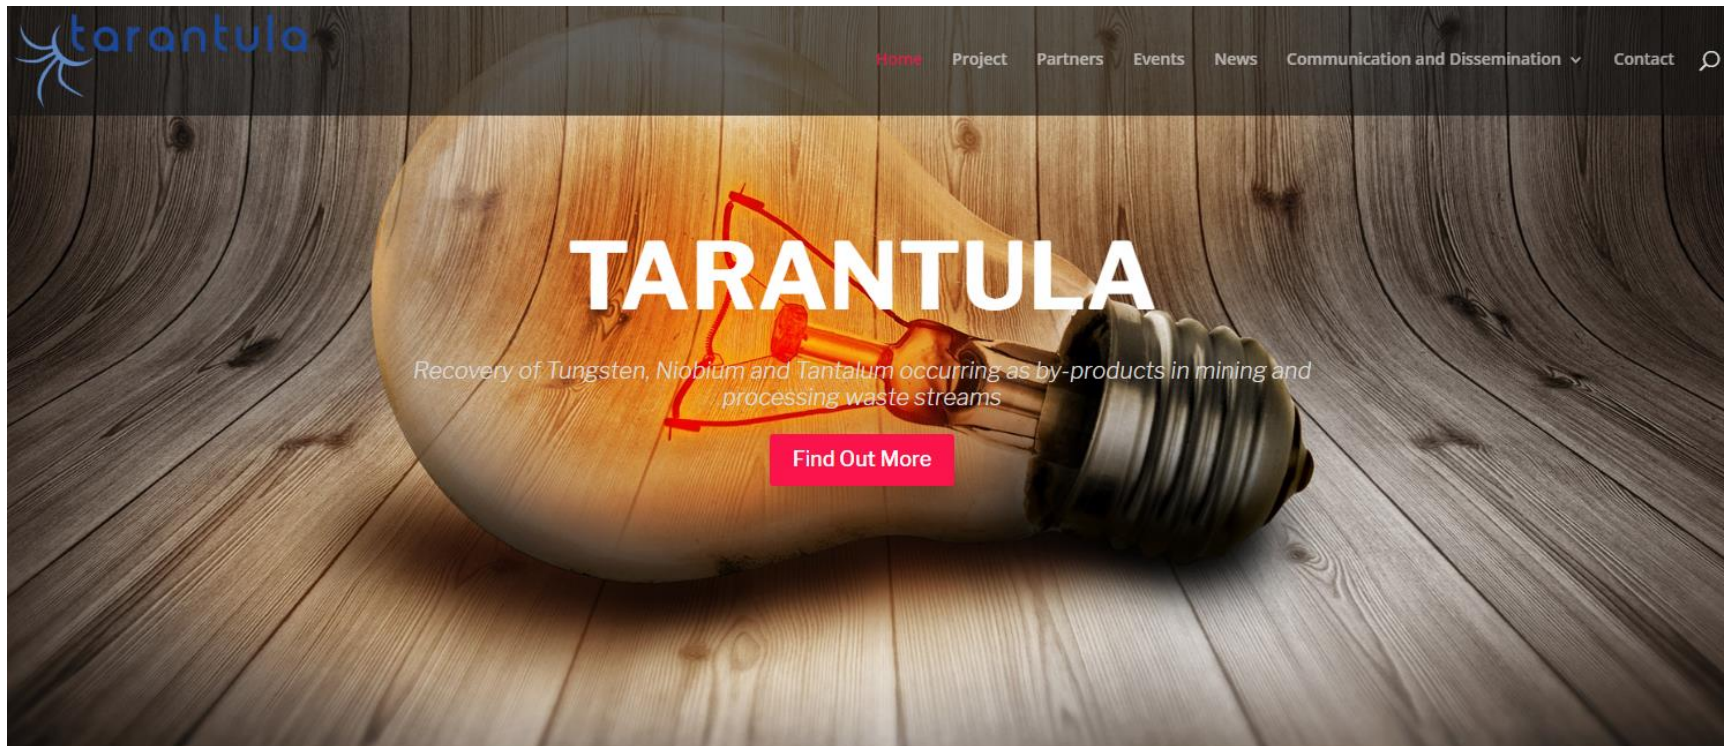 tarantula
Home Project Partners Events News Communication and Dissemination Contact
TARANTULA
Recovery of Tungsten, Niobium and Tantalum occurring as by-products in mining and
processing waste streams
Find Out More